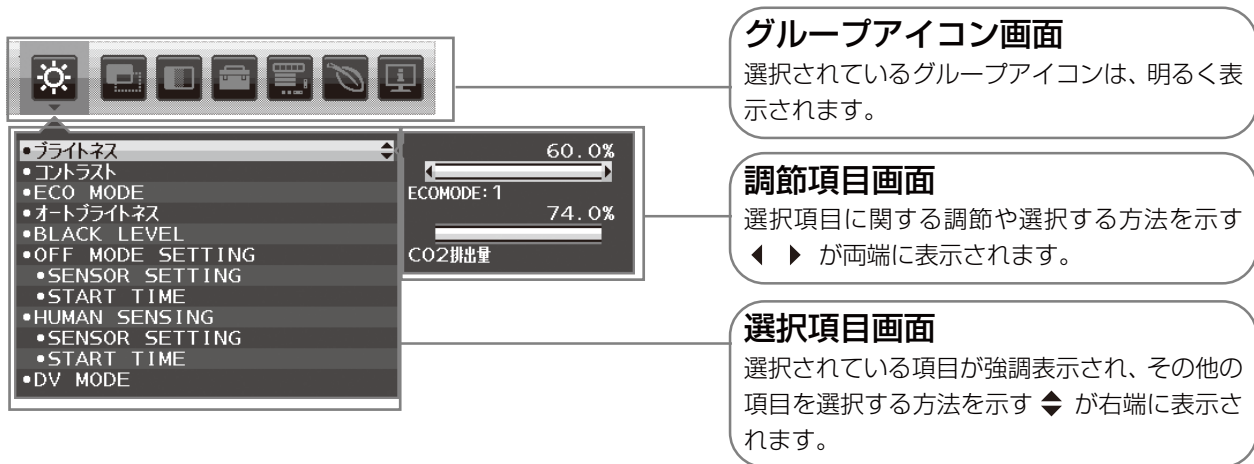 グループアイコン画面
選択されているグループアイコンは、明るく表
示されます。
•ブライトネス
•コントラスト
•ECO MODE
•オートブライトネス
•BLACK LEVEL
•OFF MODE SETTING
•SENSOR SETTING
•START TIME
•HUMAN SENSING
•SENSOR SETTING
•START TIME
•DV MODE
60.0%
ECOMODE:1
74.0%
CO2排出量
調節項目画面
選択項目に関する調節や選択する方法を示す
◀ ▶ が両端に表示されます。
選択項目画面
選択されている項目が強調表示され、その他の
項目を選択する方法を示す ◆ が右端に表示さ
れます。